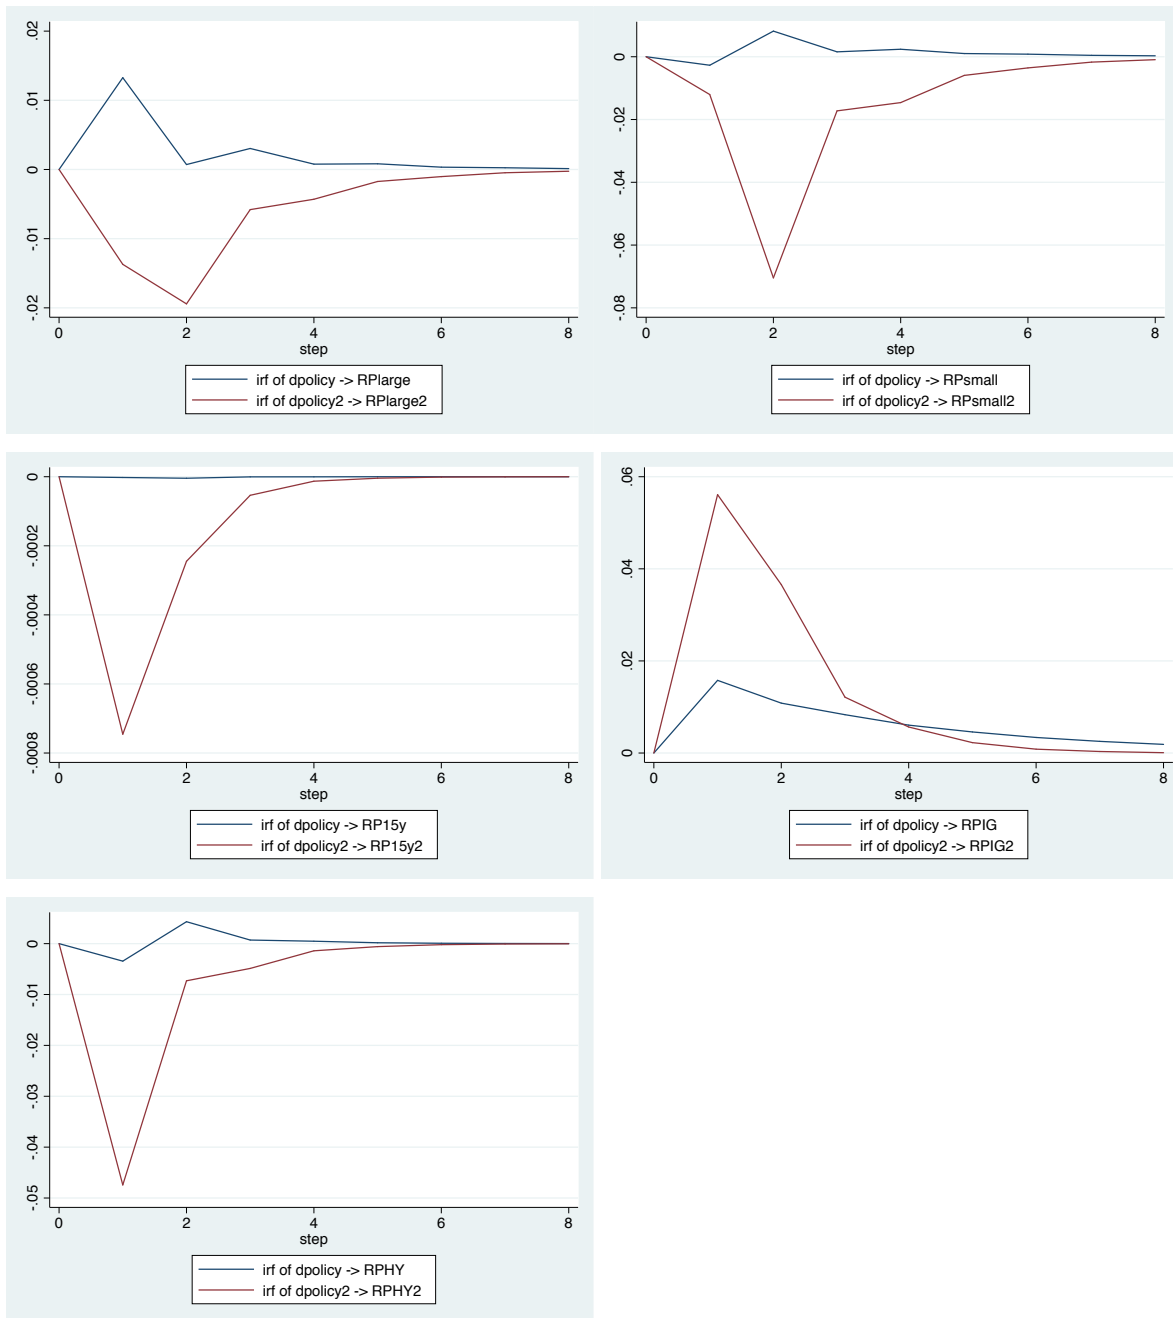 .02
.01
0
-.01
-.02
0 2 4 6 8
step
irf of dpolicy -> RPlarge
irf of dpolicy2 -> RPlarge2
0
-.02
-.04
-.06
-.08
0 2 4 6 8
step
irf of dpolicy -> RPsmall
irf of dpolicy2 -> RPsmall2
0
-.0002
-.0004
-.0006
-.0008
0 2 4 6 8
step
irf of dpolicy -> RP15y
irf of dpolicy2 -> RP15y2
.06
.04
.02
0
0 2 4 6 8
step
irf of dpolicy -> RPIG
irf of dpolicy2 -> RPIG2
0
-.01
-.02
-.03
-.04
-.05
0 2 4 6 8
step
irf of dpolicy -> RPHY
irf of dpolicy2 -> RPHY2